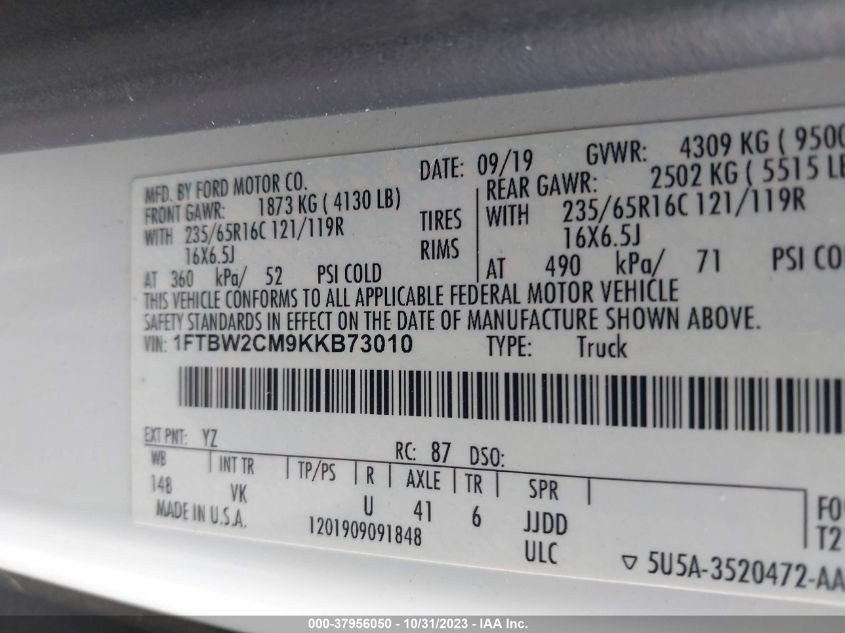 MFD. BY FORD MOTOR CO. DATE: 09/19 GVWR: 4309 KG ( 9500
FRONT GAWR: 1873 KG ( 4130 LB) REAR GAWR: 2502 KG ( 5515 LB
WITH 235/65R16C 121/119R TIRES WITH 235/65R16C 121/119R
16X6.5J RIMS 16X6.5J
AT 360 kPa/ 52 PSI COLD AT 490 kPa/ 71 PSI CO
THIS VEHICLE CONFORMS TO ALL APPLICABLE FEDERAL MOTOR VEHICLE
SAFETY STANDARDS IN EFFECT ON THE DATE OF MANUFACTURE SHOWN ABOVE.
VIN: 1FTBW2CM9KKB73010 TYPE: Truck
EXT PNT: YZ RC: 87 DSO:
WB INT TR TP/PS R AXLE TR SPR
148 VK U 41 6 JJDD
MADE IN U.S.A. 1201909091848 ULC
F0
T2
▽ 5U5A-3520472-AA
000-37956050 - 10/31/2023 - IAA Inc.